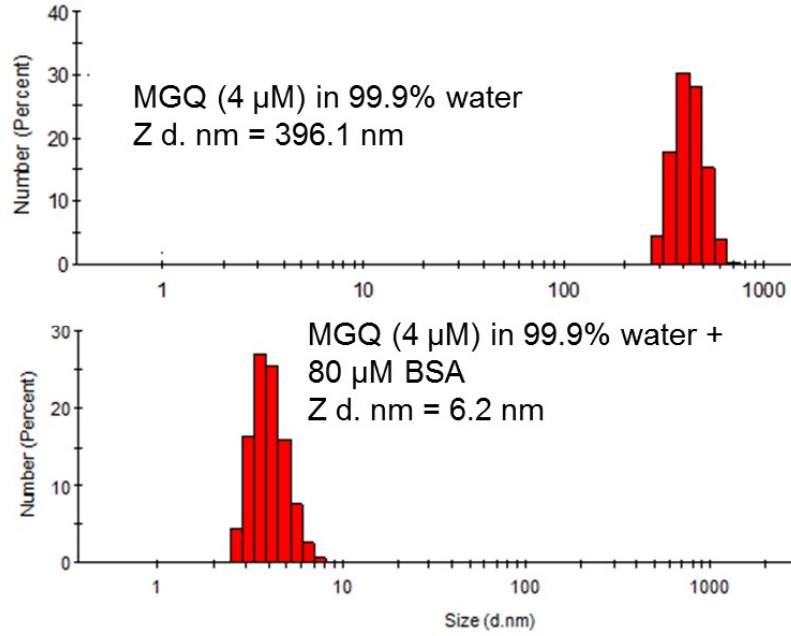 40
30
20
10
0
Number (Percent)
MGQ (4 µM) in 99.9% water
Z d. nm = 396.1 nm
1
10
100
1000
30
20
10
0
Number (Percent)
MGQ (4 µM) in 99.9% water +
80 µM BSA
Z d. nm = 6.2 nm
1
10
100
1000
Size (d.nm)